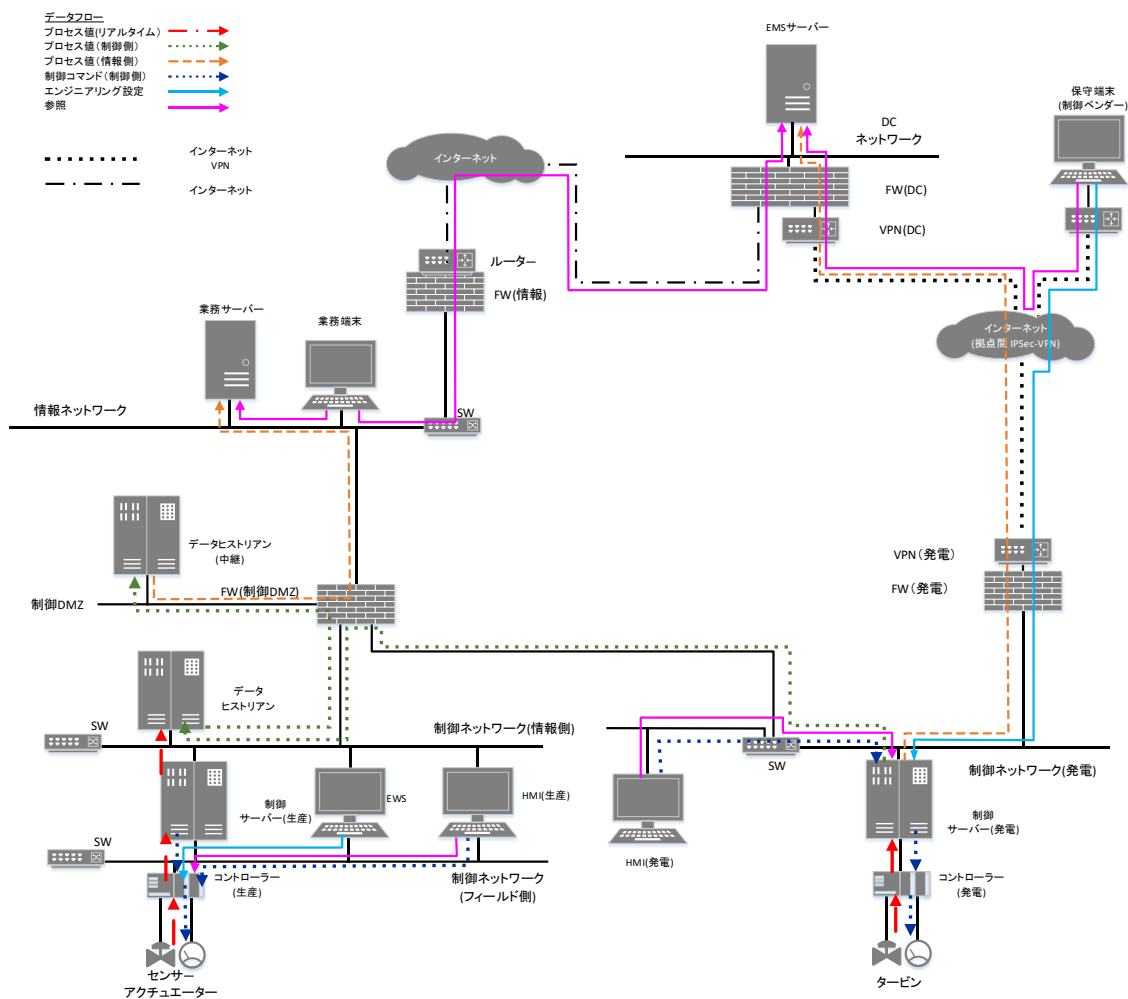 データフロー
プロセス値(リアルタイム)
プロセス値(制御側)
プロセス値(情報側)
制御コマンド(制御側)
エンジニアリング設定
参照
インターネット
VPN
インターネット
EMSサーバー
DC
ネットワーク
保守端末
(制御ベンダー)
インターネット
FW(DC)
VPN(DC)
ルーター
FW(情報)
業務サーバー
業務端末
インターネット
(拠点間 IPSec-VPN)
情報ネットワーク
SW
データヒストリアン
(中継)
VPN(発電)
FW(制御DMZ)
FW(発電)
制御DMZ
データ
ヒストリアン
SW
制御ネットワーク(情報側)
SW
制御ネットワーク(発電)
制御
サーバー(生産)
EWS
HMI(生産)
制御
サーバー(発電)
SW
HMI(発電)
コントローラー
(生産)
制御ネットワーク
(フィールド側)
コントローラー
(発電)
センサー
アクチュエーター
タービン